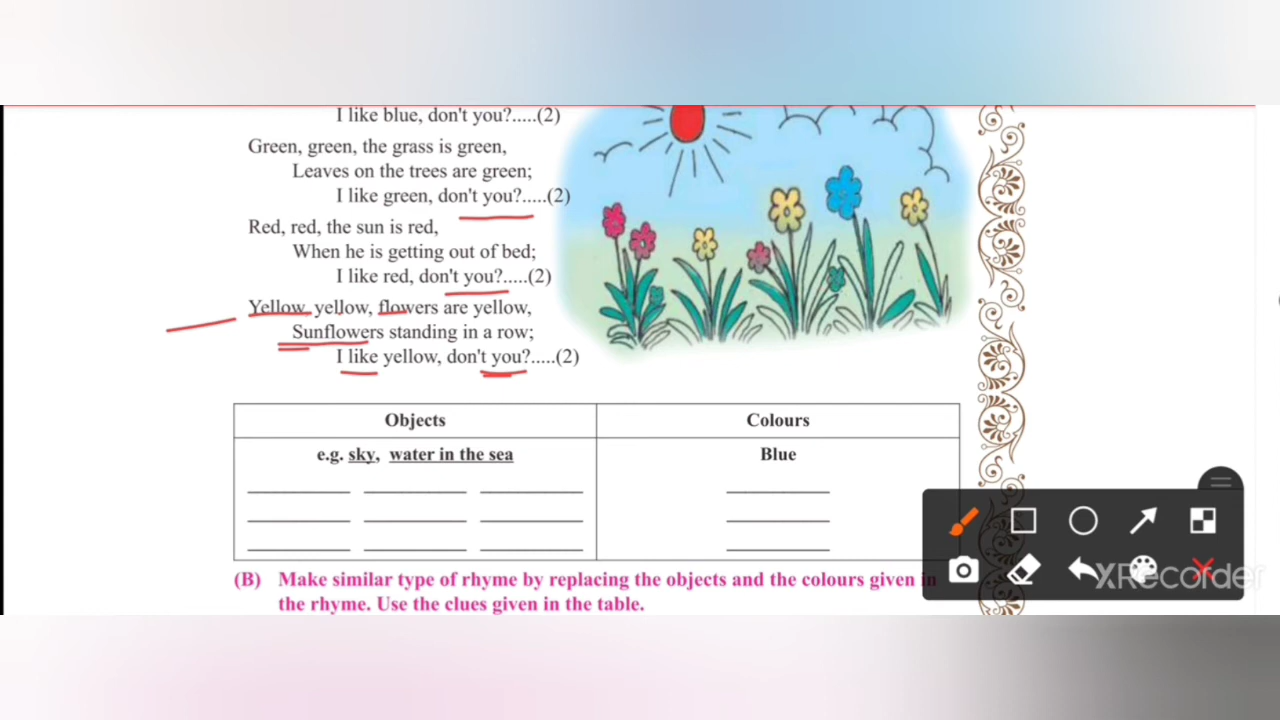 I like blue, don't you?.....(2)
Green, green, the grass is green,
Leaves on the trees are green;
I like green, don't you?.....(2)
Red, red, the sun is red,
When he is getting out of bed;
I like red, don't you?.....(2)
Yellow, yellow, flowers are yellow,
Sunflowers standing in a row;
I like yellow, don't you?.....(2)
Objects Colours
e.g. sky, water in the sea Blue
(B) Make similar type of rhyme by replacing the objects and the colours given in
the rhyme. Use the clues given in the table.
XRecorder